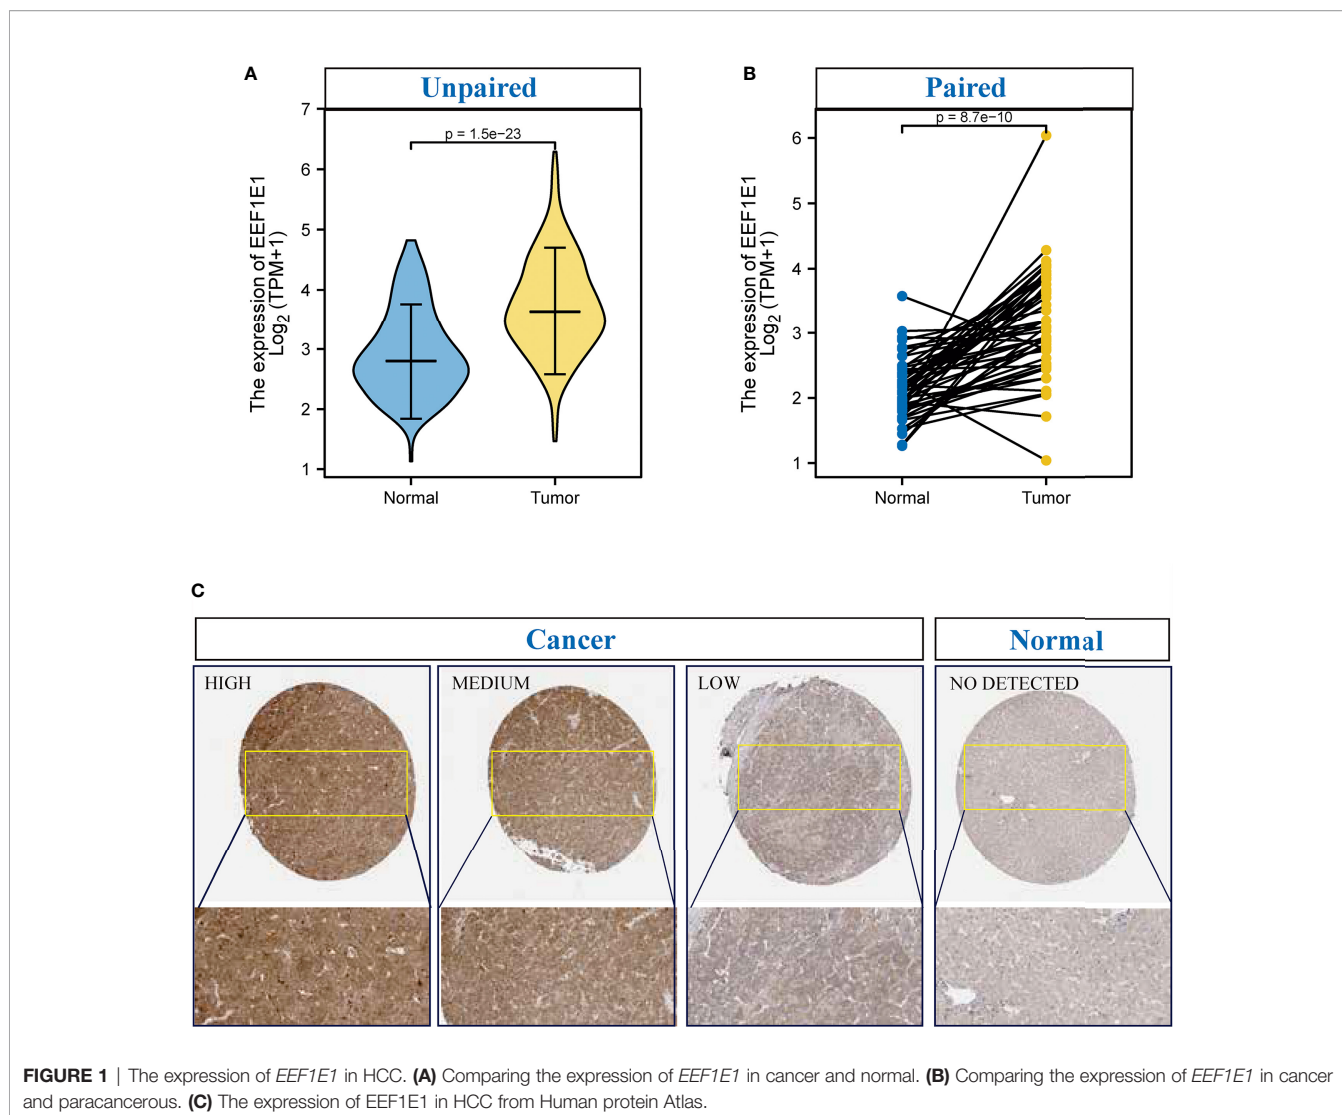 A
Unpaired
p = 1.5e−23
The expression of EEF1E1
Log2 (TPM+1)
7
6
5
4
3
2
1
Normal
Tumor
B
Paired
p = 8.7e−10
The expression of EEF1E1
Log2 (TPM+1)
6
5
4
3
2
1
Normal
Tumor
C
Cancer
Normal
HIGH
MEDIUM
LOW
NO DETECTED
FIGURE 1 | The expression of EEF1E1 in HCC. (A) Comparing the expression of EEF1E1 in cancer and normal. (B) Comparing the expression of EEF1E1 in cancer
and paracancerous. (C) The expression of EEF1E1 in HCC from Human protein Atlas.